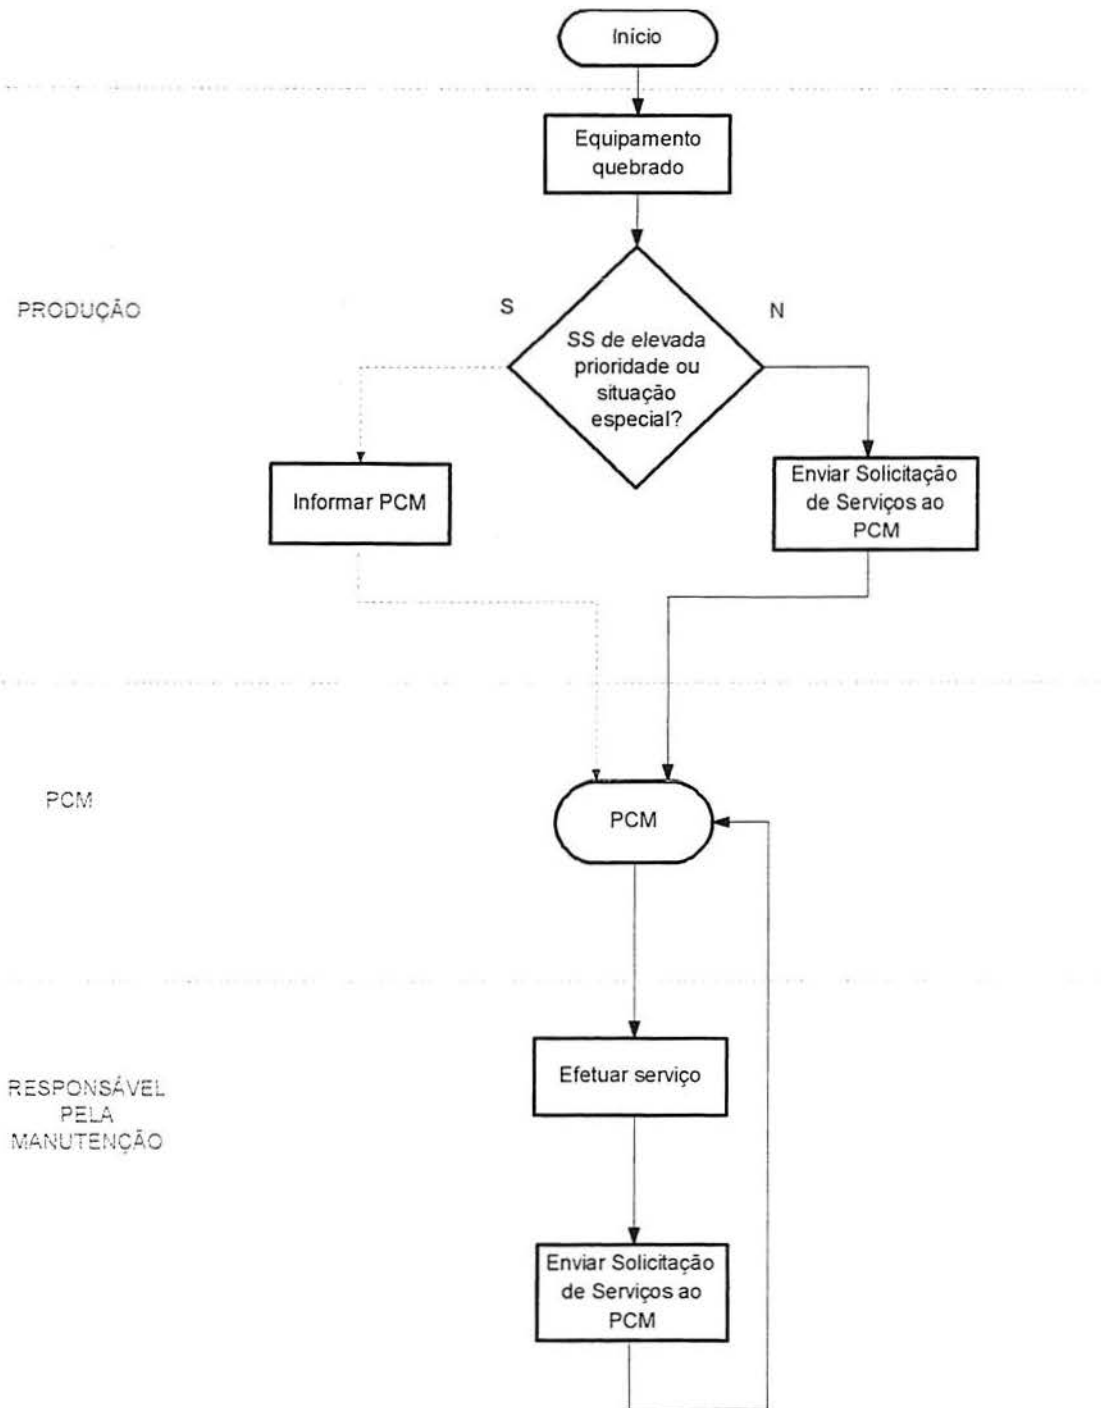 Início
Equipamento
quebrado
PRODUÇÃO
S
N
SS de elevada
prioridade ou
situação
especial?
Informar PCM
Enviar Solicitação
de Serviços ao
PCM
PCM
PCM
Efetuar serviço
RESPONSÁVEL
PELA
MANUTENÇÃO
Enviar Solicitação
de Serviços ao
PCM